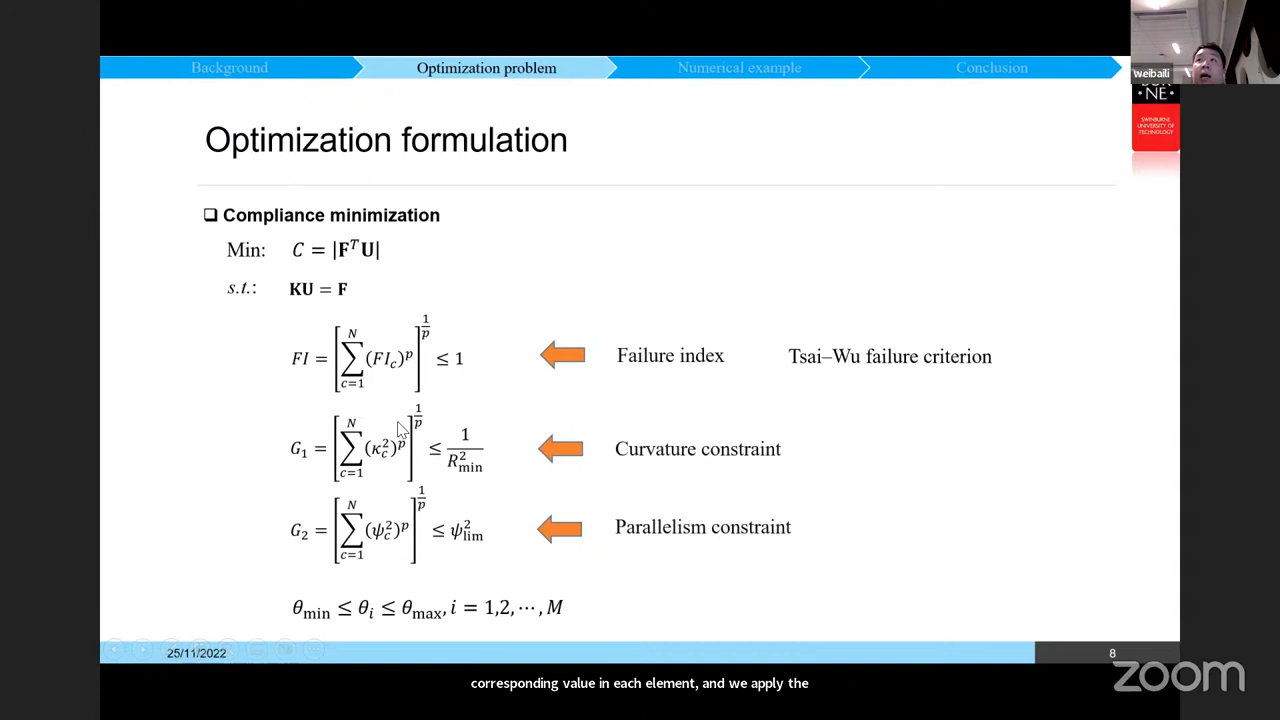 Background
Optimization problem
Numerical example
Conclusion
weibaili
NE
SWINBURNE
UNIVERSITY OF
TECHNOLOGY
Optimization formulation
❑ Compliance minimization
Min: C = |F^T U|
s.t.: KU = F
FI = [∑_{c=1}^{N} (FI_c)^p]^{1/p} ≤ 1 Failure index Tsai–Wu failure criterion
G_1 = [∑_{c=1}^{N} (κ_c^2)^p]^{1/p} ≤ 1/R_min^2 Curvature constraint
G_2 = [∑_{c=1}^{N} (ψ_c^2)^p]^{1/p} ≤ ψ_lim^2 Parallelism constraint
θ_min ≤ θ_i ≤ θ_max, i = 1,2, ⋯, M
25/11/2022
8
zoom
corresponding value in each element, and we apply the